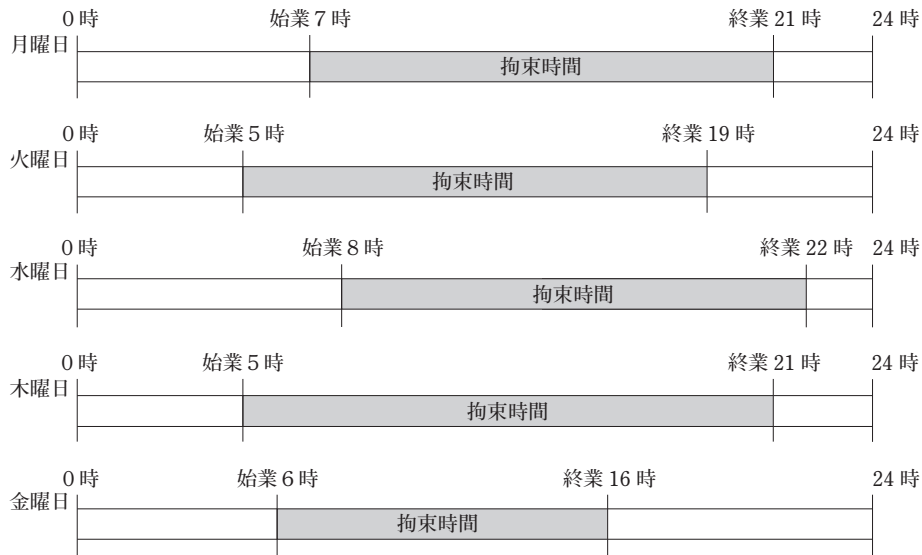 0時 始業7時 終業21時 24時
月曜日
拘束時間
0時 始業5時 終業19時 24時
火曜日
拘束時間
0時 始業8時 終業22時 24時
水曜日
拘束時間
0時 始業5時 終業21時 24時
木曜日
拘束時間
0時 始業6時 終業16時 24時
金曜日
拘束時間